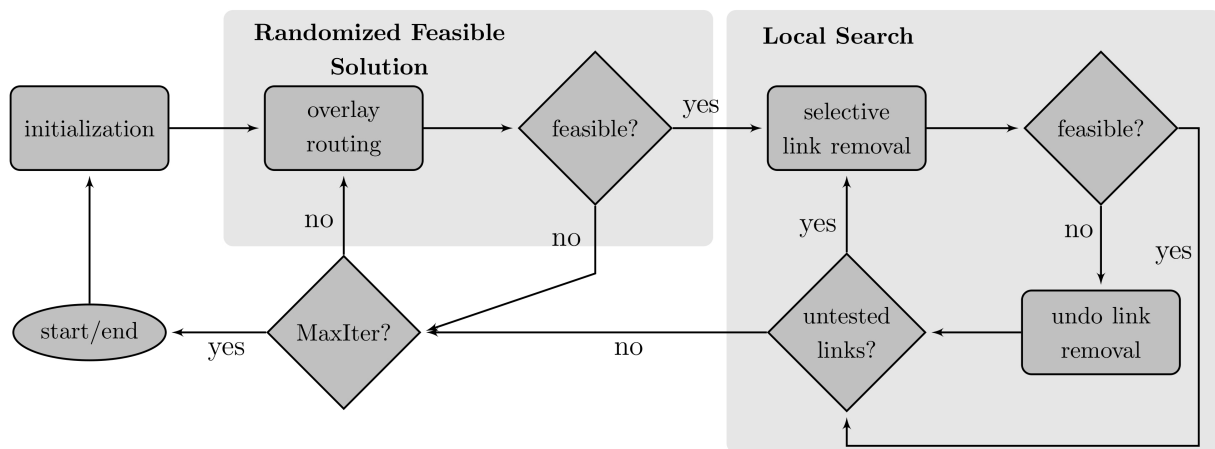 Randomized Feasible
Solution
Local Search
initialization
overlay
routing
feasible?
yes
selective
link removal
feasible?
no
no
yes
no
yes
start/end
yes
MaxIter?
no
untested
links?
undo link
removal